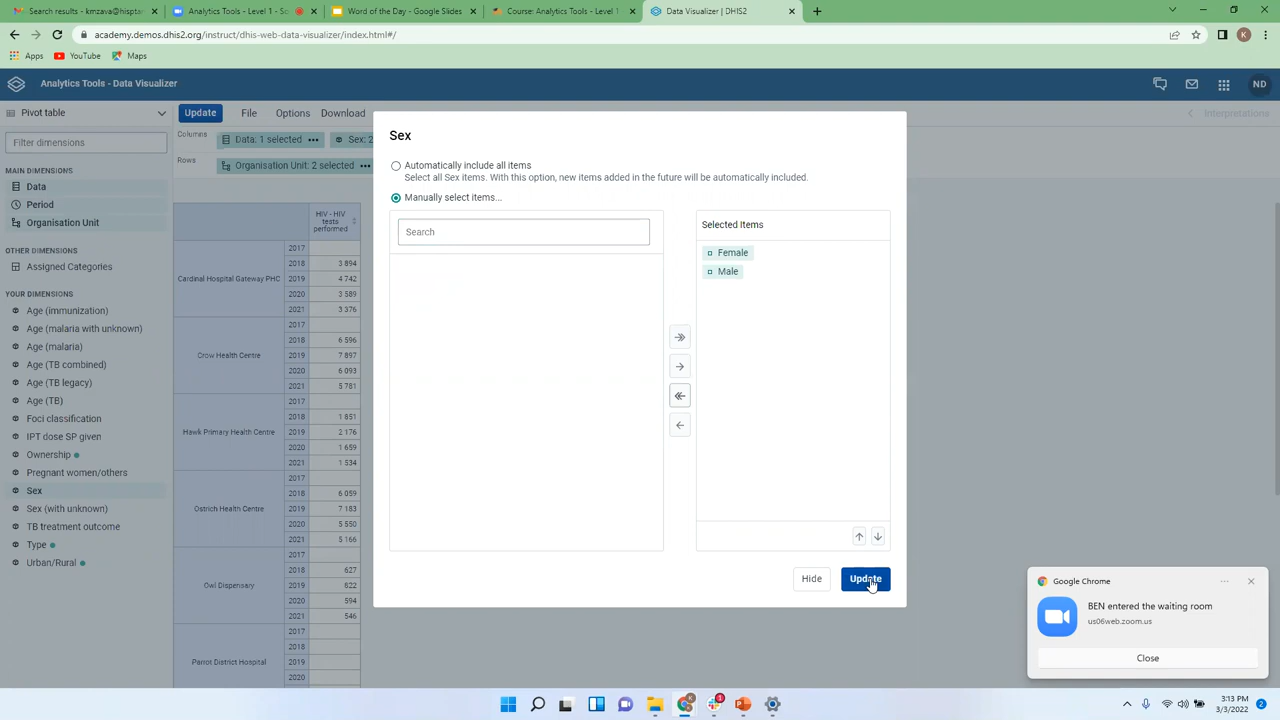 Search results - kmzava@hisptan
Analytics Tools - Level 1 - S
Word of the Day - Google Slides
Course: Analytics Tools - Level 1
Data Visualizer | DHIS2
academy.demos.dhis2.org/instruct/dhis-web-data-visualizer/index.html#/
K
Apps
YouTube
Maps
Analytics Tools - Data Visualizer
ND
Pivot table
Update
File
Options
Download
Interpretations
Filter dimensions
Columns
Data: 1 selected
Sex: 2
Rows
Organisation Unit: 2 selected
MAIN DIMENSIONS
Data
Period
Organisation Unit
OTHER DIMENSIONS
Assigned Categories
YOUR DIMENSIONS
Age (immunization)
Age (malaria with unknown)
Age (malaria)
Age (TB combined)
Age (TB legacy)
Age (TB)
Foci classification
IPT dose SP given
Ownership
Pregnant women/others
Sex
Sex (with unknown)
TB treatment outcome
Type
Urban/Rural
HIV - HIV
tests
performed
Cardinal Hospital Gateway PHC
2017
2018 3 894
2019 4 742
2020 3 589
2021 3 376
Crow Health Centre
2017
2018 6 596
2019 7 897
2020 6 093
2021 5 781
Hawk Primary Health Centre
2017
2018 1 851
2019 2 176
2020 1 659
2021 1 534
Ostrich Health Centre
2017
2018 6 059
2019 7 183
2020 5 550
2021 5 166
Owl Dispensary
2017
2018 627
2019 822
2020 594
2021 546
Parrot District Hospital
2017
2018
2019
2020
Sex
Automatically include all items
Select all Sex items. With this option, new items added in the future will be automatically included.
Manually select items...
Search
Selected Items
Female
Male
Hide
Update
Google Chrome
BEN entered the waiting room
us06web.zoom.us
Close
3:13 PM
3/3/2022